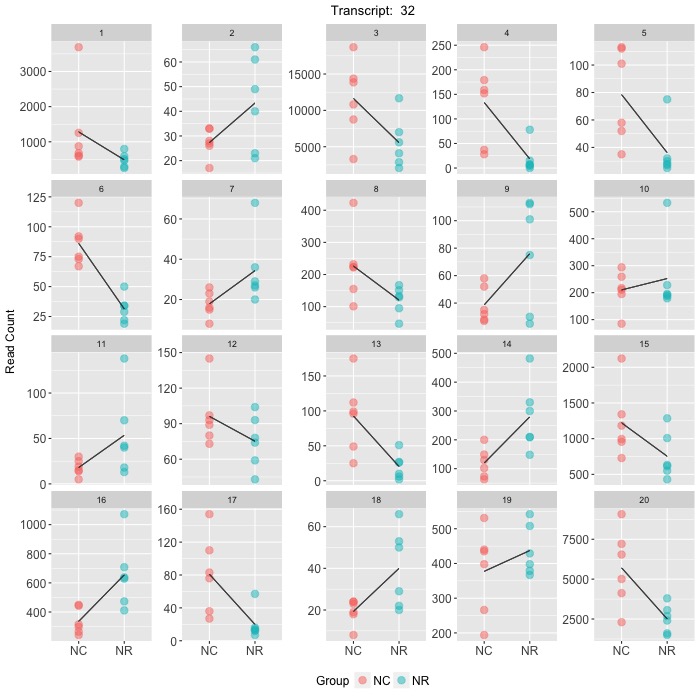 Transcript: 32
1 2 3 4 5
3000 2000 1000
60 50 40 30 20
15000 10000 5000
250 200 150 100 50 0
100 80 60 40
6 7 8 9 10
125 100 75 50 25
60 40 20
400 300 200 100
100 80 60 40
500 400 300 200 100
Read Count
11 12 13 14 15
100 50 0
150 120 90 60
150 100 50 0
500 400 300 200 100
2000 1500 1000 500
16 17 18 19 20
1000 800 600 400
160 120 80 40 0
60 40 20
500 400 300 200
7500 5000 2500
NC NR NC NR NC NR NC NR NC NR
Group NC NR